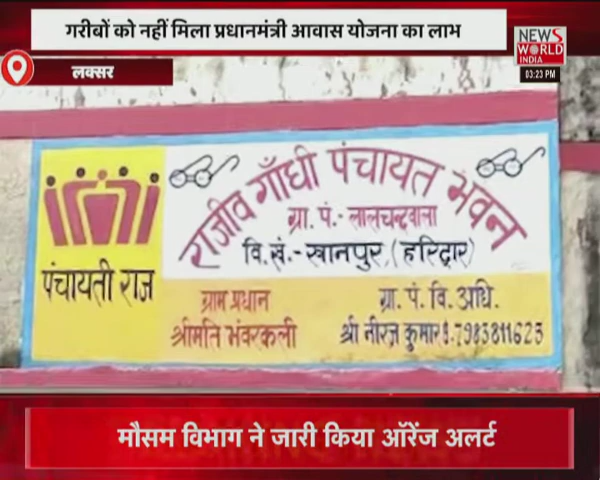 गरीबों को नहीं मिला प्रधानमंत्री आवास योजना का लाभ
NEWS
WORLD
INDIA
लक्सर
03:23 PM
राजीव गाँधी पंचायत भवन
ग्रा. पं.- लालचन्दवाला
वि. खं.- खानपुर, (हरिद्वार)
पंचायती राज
ग्राम प्रधान
श्रीमति भंवरकली
ग्रा. पं. वि. अधि.
श्री नीरज कुमार 7983811625
मौसम विभाग ने जारी किया ऑरेंज अलर्ट